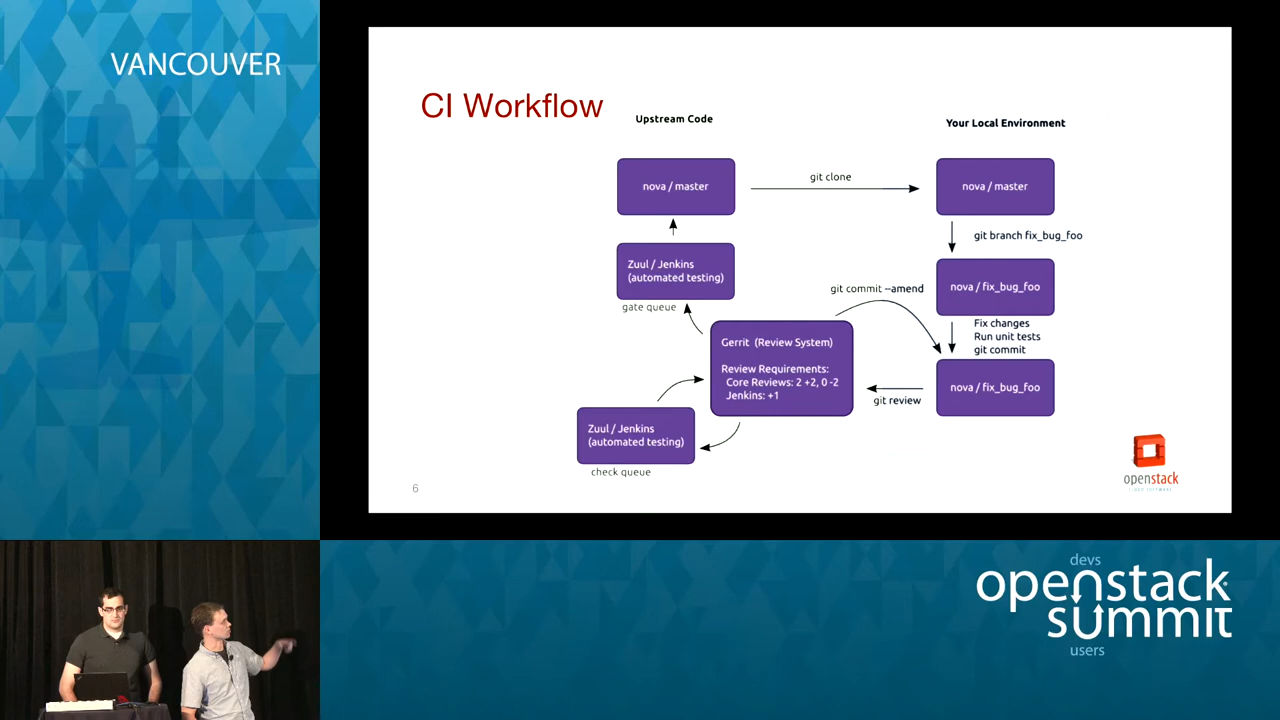 VANCOUVER
CI Workflow
Upstream Code
Your Local Environment
nova / master
git clone
nova / master
git branch fix_bug_foo
Zuul / Jenkins
(automated testing)
gate queue
git commit --amend
nova / fix_bug_foo
Fix changes
Run unit tests
git commit
Gerrit (Review System)
Review Requirements:
Core Reviews: 2 +2, 0 -2
Jenkins: +1
git review
nova / fix_bug_foo
Zuul / Jenkins
(automated testing)
check queue
6
openstack
CLOUD SOFTWARE
devs
openstack
summit
users